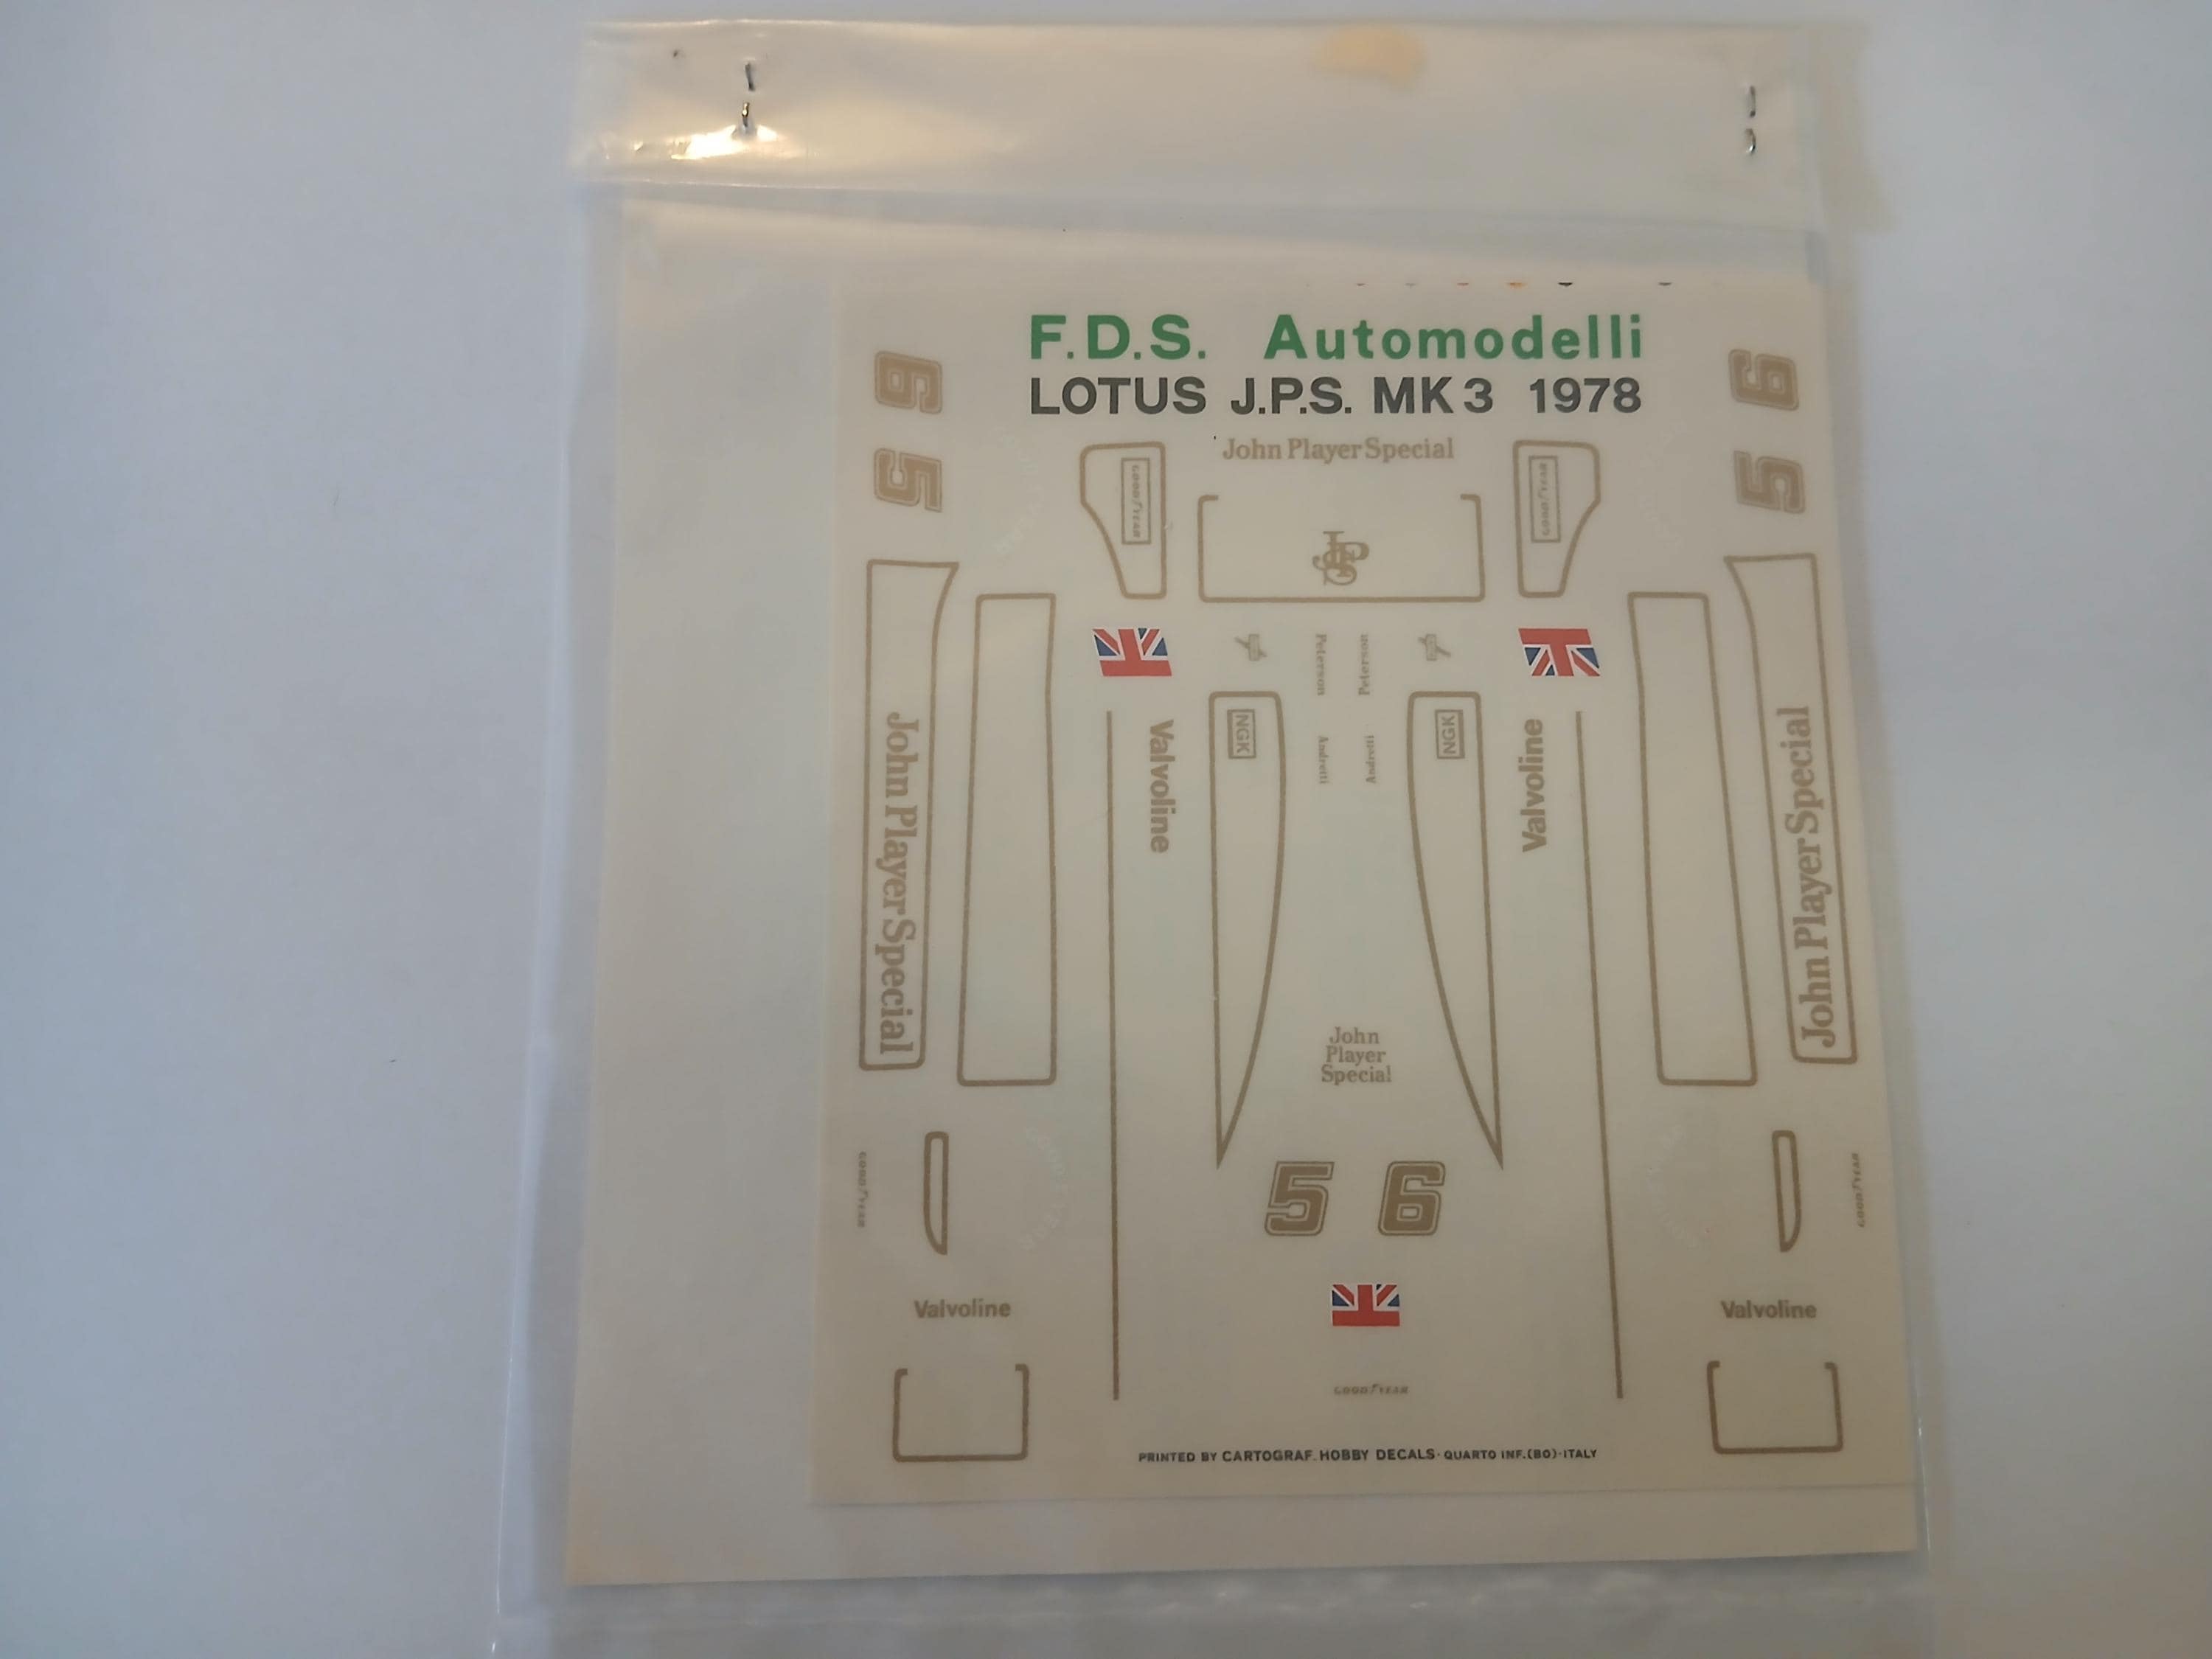 F.D.S. Automodelli
LOTUS J.P.S. MK3 1978
6
6
5
5
John Player Special
GOODYEAR
GOODYEAR
JPS
Peterson
Peterson
Andretti
Andretti
NGK
NGK
Valvoline
Valvoline
John Player Special
John Player Special
John
Player
Special
5 6
GOODYEAR
GOODYEAR
Valvoline
Valvoline
GOODYEAR
PRINTED BY CARTOGRAF. HOBBY DECALS · QUARTO INF.(BO)-ITALY